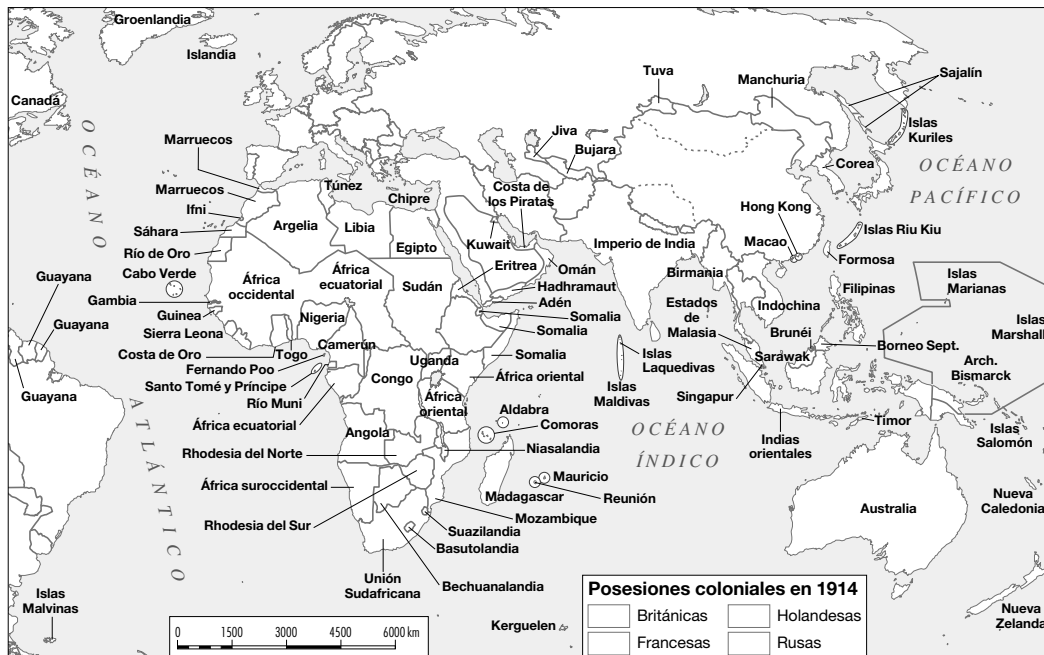 Groenlandia
Islandia
Canadá
OCÉANO
ATLÁNTICO
Tuva
Manchuria
Sajalín
Islas
Kuriles
Jiva
Bujara
Corea
OCÉANO
PACÍFICO
Marruecos
Marruecos
Ifni
Sáhara
Río de Oro
Cabo Verde
Túnez
Chipre
Costa de
los Piratas
Argelia
Libia
Egipto
Kuwait
Hong Kong
Macao
Islas Riu Kiu
Formosa
Imperio de India
Birmania
Eritrea
Omán
Hadhramaut
Adén
Somalia
Somalia
Somalia
África
occidental
África
ecuatorial
Sudán
Guayana
Guayana
Guayana
Gambia
Guinea
Sierra Leona
Costa de Oro
Togo
Nigeria
Camerún
Fernando Poo
Santo Tomé y Príncipe
Río Muni
África ecuatorial
Congo
Uganda
África oriental
África
oriental
Estados
de
Malasia
Indochina
Filipinas
Brunéi
Sarawak
Borneo Sept.
Islas
Marianas
Islas
Marshall
Arch.
Bismarck
Islas
Laquedivas
Islas
Maldivas
Singapur
Indias
orientales
Timor
Islas
Salomón
Angola
Aldabra
Comoras
Niasalandia
OCÉANO
ÍNDICO
Rhodesia del Norte
África suroccidental
Rhodesia del Sur
Madagascar
Mauricio
Reunión
Mozambique
Suazilandia
Basutolandia
Bechuanalandia
Unión
Sudafricana
Australia
Nueva
Caledonia
Nueva
Zelanda
Islas
Malvinas
Kerguelen
0 1500 3000 4500 6000 km
Posesiones coloniales en 1914
Británicas
Holandesas
Francesas
Rusas